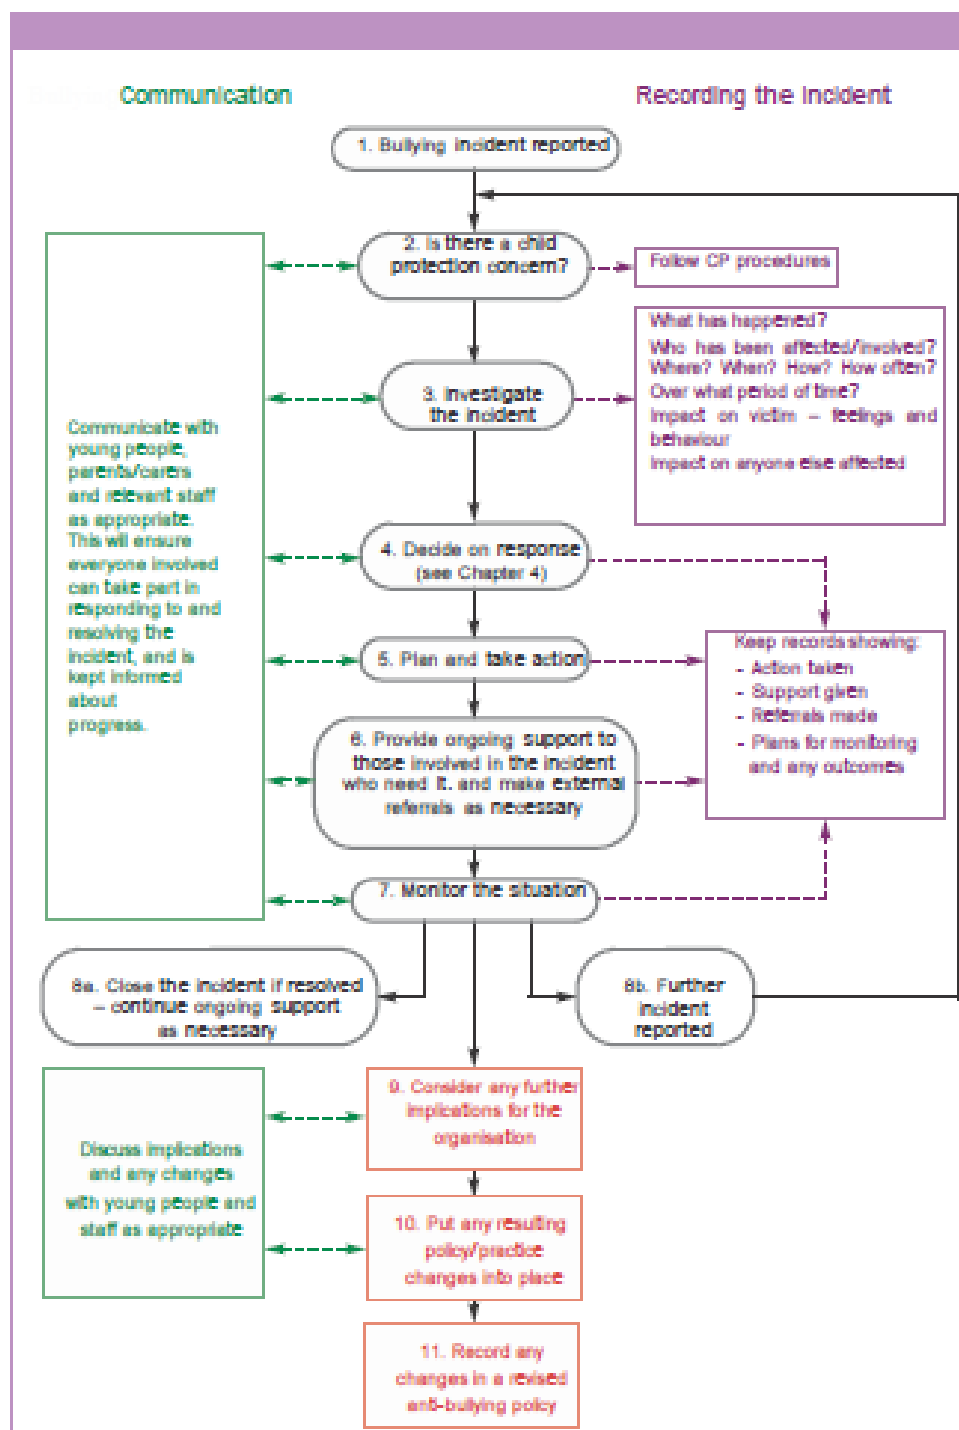 Communication
Recording the Incident
1. Bullying incident reported
2. Is there a child
protection concern?
Follow CP procedures
What has happened?
Who has been affected/involved?
Where? When? How? How often?
Over what period of time?
Impact on victim – feelings and
behaviour
Impact on anyone else affected
3. Investigate
the incident
Communicate with
young people,
parents/carers
and relevant staff
as appropriate.
This will ensure
everyone involved
can take part in
responding to and
resolving the
incident, and is
kept informed
about
progress.
4. Decide on response
(see Chapter 4)
5. Plan and take action
Keep records showing:
- Action taken
- Support given
- Referrals made
- Plans for monitoring
and any outcomes
6. Provide ongoing support to
those involved in the incident
who need it. and make external
referrals as necessary
7. Monitor the situation
8a. Close the incident if resolved
– continue ongoing support
as necessary
8b. Further
incident
reported
9. Consider any further
implications for the
organisation
Discuss implications
and any changes
with young people and
staff as appropriate
10. Put any resulting
policy/practice
changes into place
11. Record any
changes in a revised
anti-bullying policy